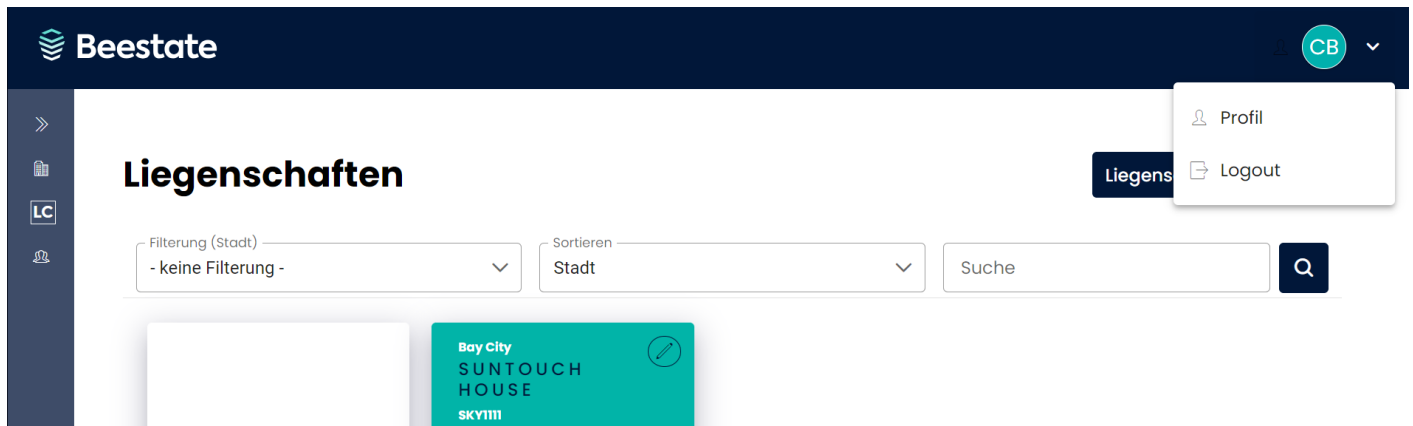 Beestate
CB
Profil
Logout
LC
Liegenschaften
Liegens
Filterung (Stadt)
- keine Filterung -
Sortieren
Stadt
Suche
Bay City
SUNTOUCH
HOUSE
SKY1111